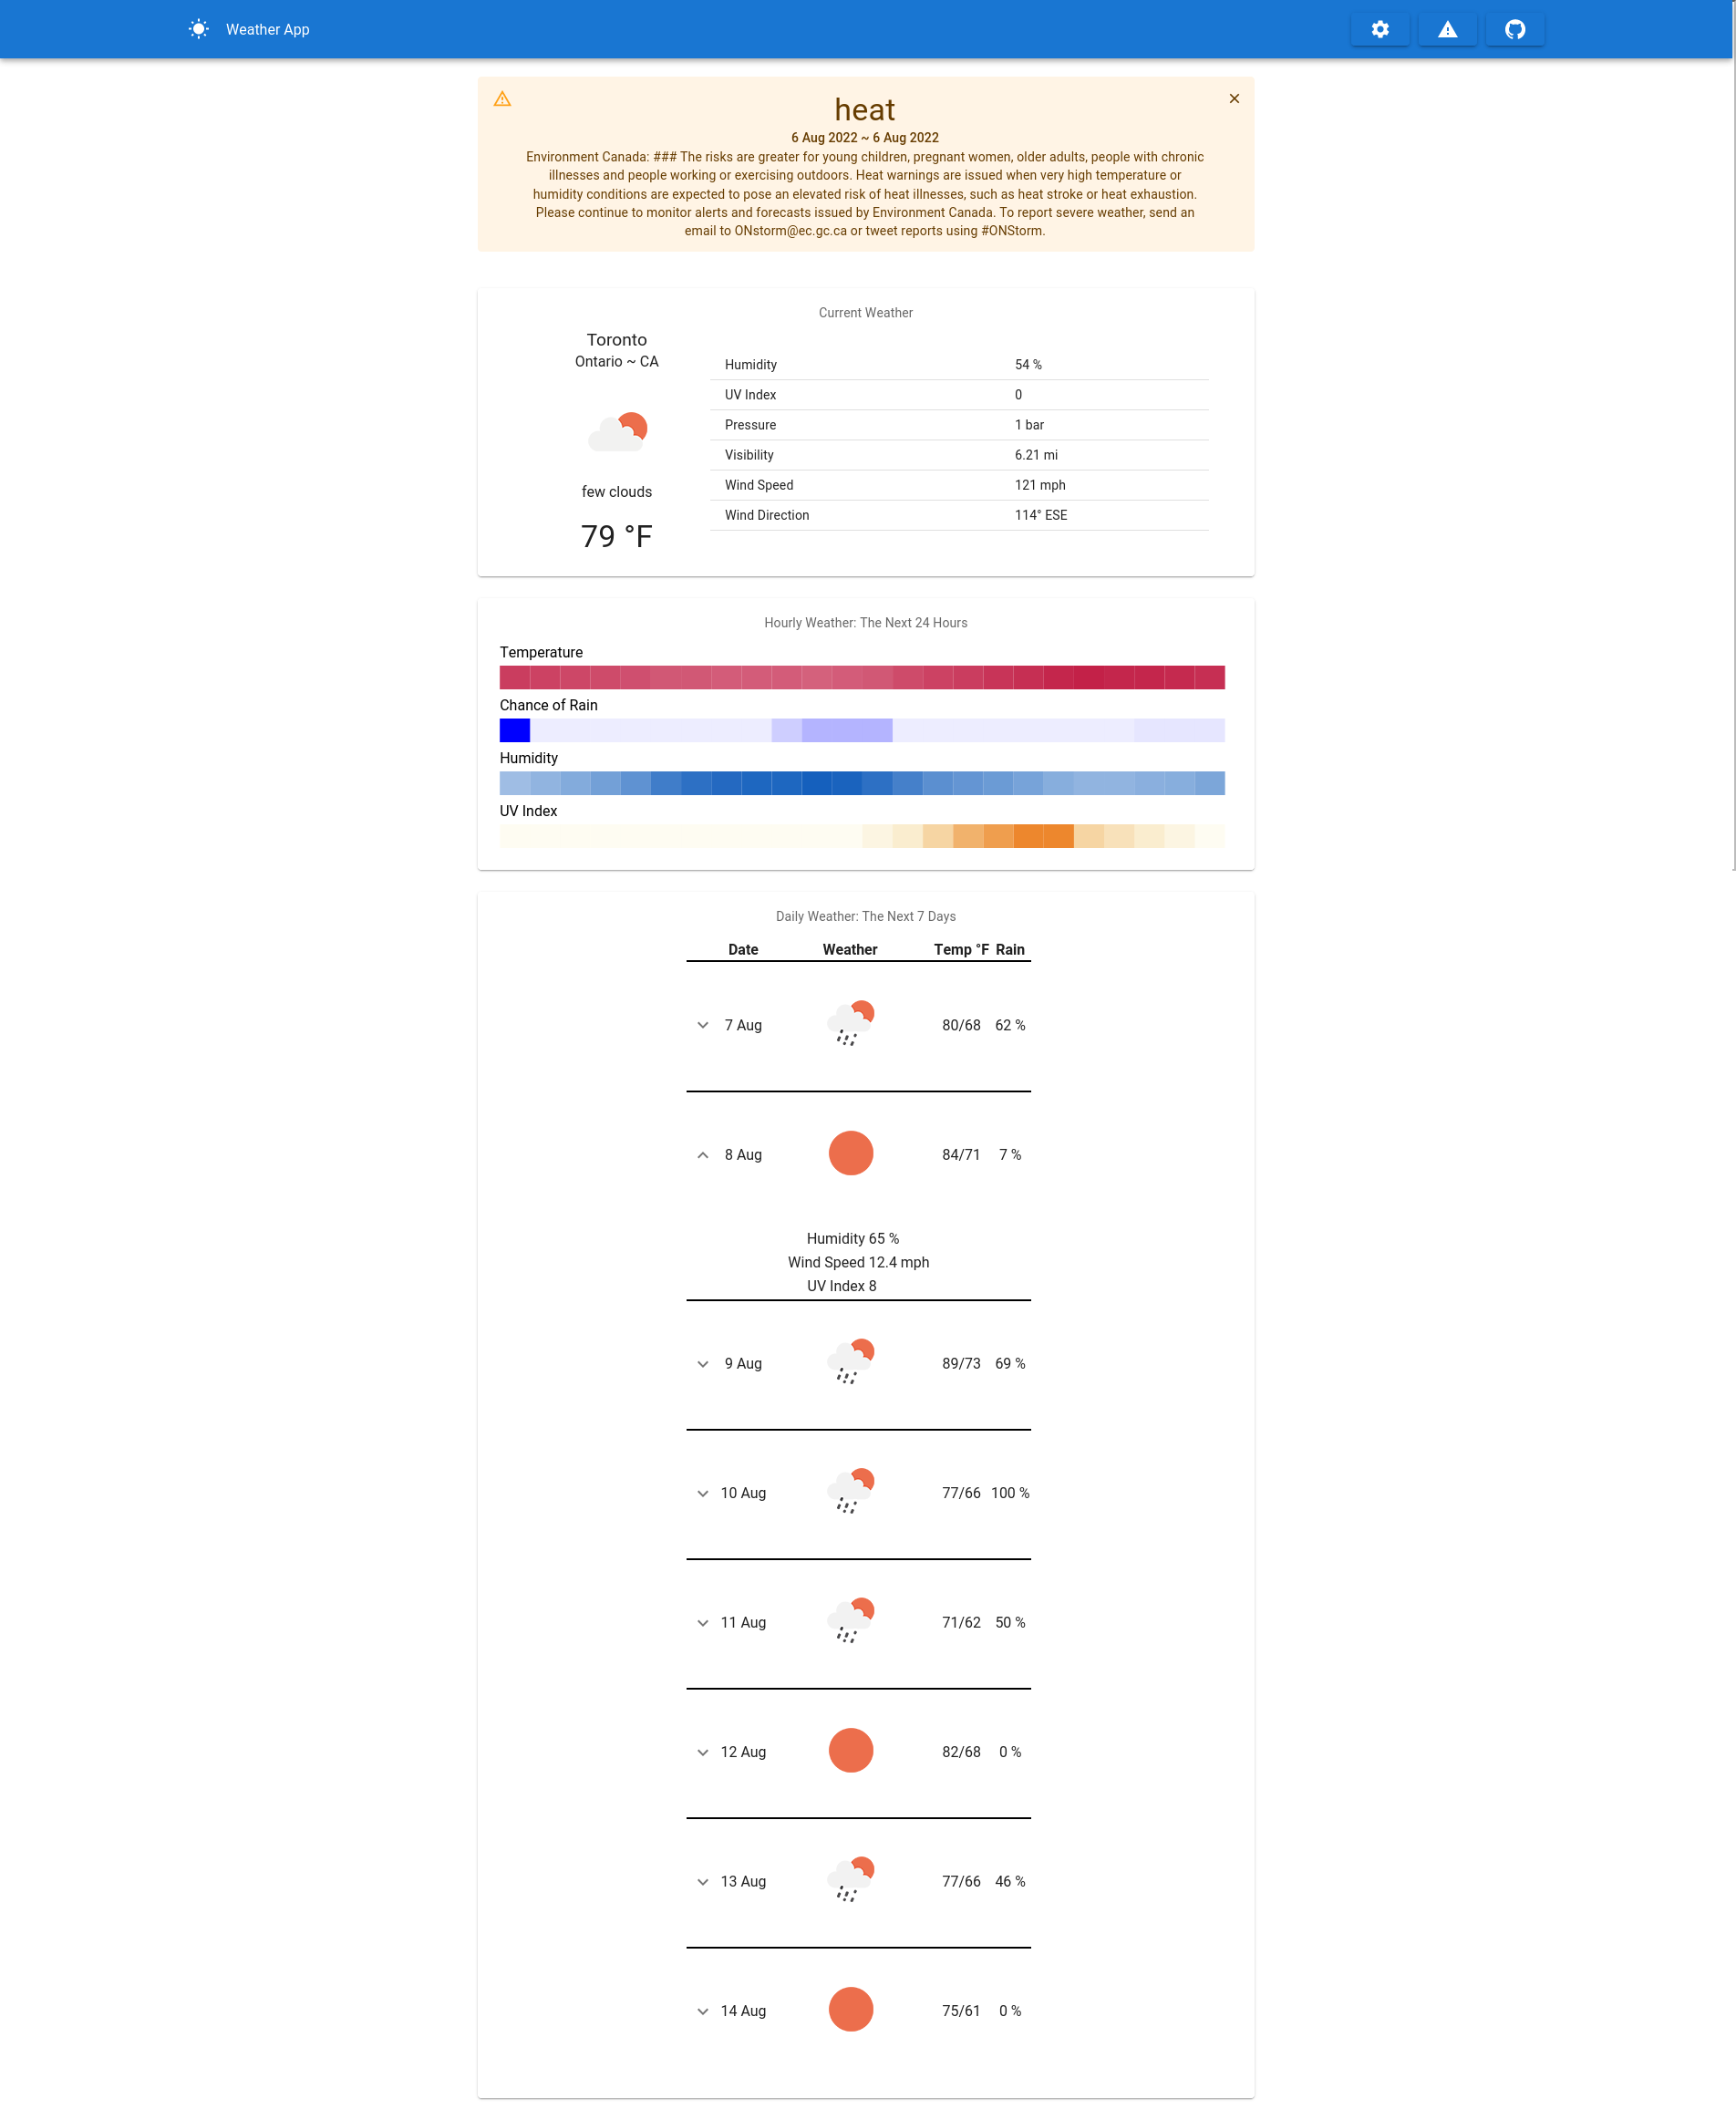 Weather App
heat
6 Aug 2022 ~ 6 Aug 2022
Environment Canada: ### The risks are greater for young children, pregnant women, older adults, people with chronic
illnesses and people working or exercising outdoors. Heat warnings are issued when very high temperature or
humidity conditions are expected to pose an elevated risk of heat illnesses, such as heat stroke or heat exhaustion.
Please continue to monitor alerts and forecasts issued by Environment Canada. To report severe weather, send an
email to ONstorm@ec.gc.ca or tweet reports using #ONStorm.
Current Weather
Toronto
Ontario ~ CA
few clouds
79 °F
Humidity 54 %
UV Index 0
Pressure 1 bar
Visibility 6.21 mi
Wind Speed 121 mph
Wind Direction 114° ESE
Hourly Weather: The Next 24 Hours
Temperature
Chance of Rain
Humidity
UV Index
Daily Weather: The Next 7 Days
Date Weather Temp °F Rain
7 Aug 80/68 62 %
8 Aug 84/71 7 %
Humidity 65 %
Wind Speed 12.4 mph
UV Index 8
9 Aug 89/73 69 %
10 Aug 77/66 100 %
11 Aug 71/62 50 %
12 Aug 82/68 0 %
13 Aug 77/66 46 %
14 Aug 75/61 0 %